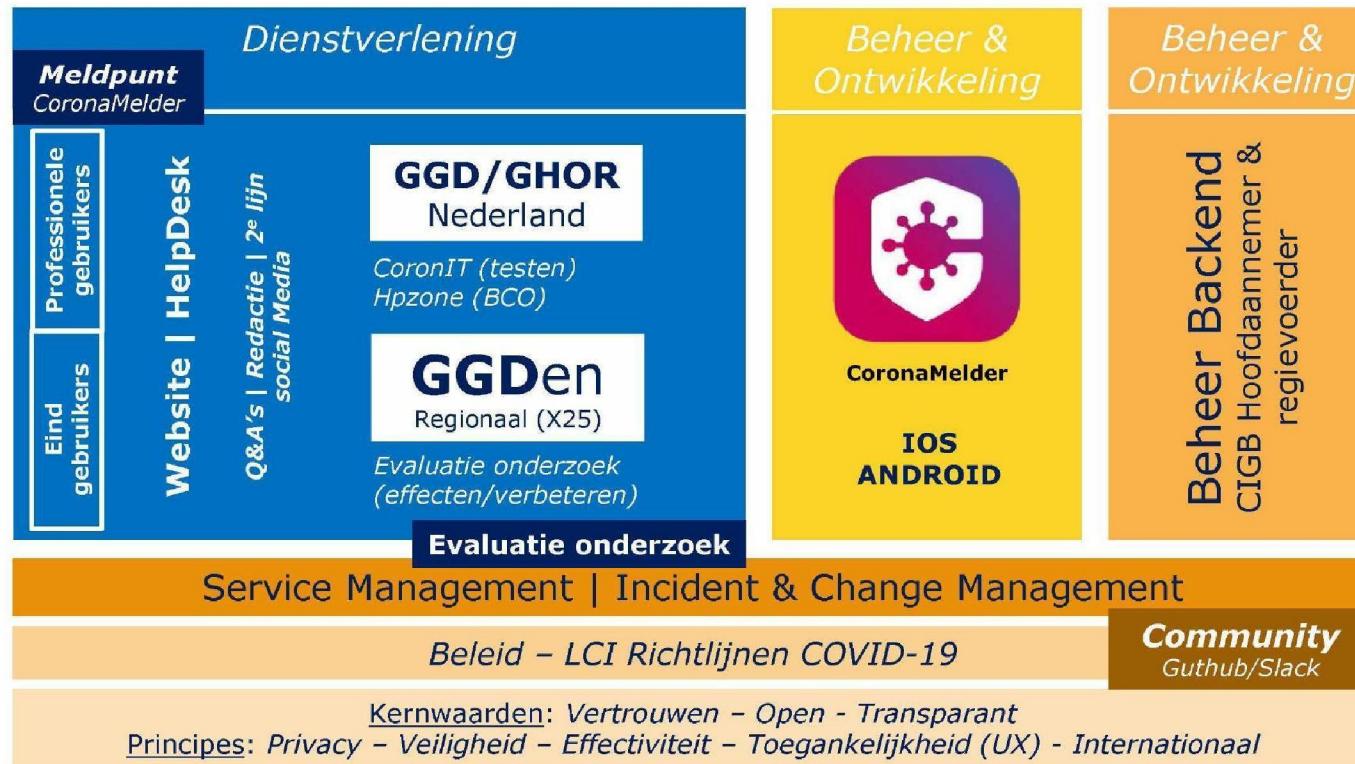 Dienstverlening
Meldpunt
CoronaMelder
Professionele
gebruikers
Eind
gebruikers
Website | HelpDesk
Q&A's | Redactie | 2e lijn
social Media
GGD/GHOR
Nederland
CoronIT (testen)
Hpzone (BCO)
GGDen
Regionaal (X25)
Evaluatie onderzoek
(effecten/verbeteren)
Evaluatie onderzoek
Beheer &
Ontwikkeling
CoronaMelder
IOS
ANDROID
Beheer &
Ontwikkeling
Beheer Backend
CIGB Hoofdaannemer &
regievoerder
Service Management | Incident & Change Management
Beleid – LCI Richtlijnen COVID-19
Community
Guthub/Slack
Kernwaarden: Vertrouwen – Open - Transparant
Principes: Privacy – Veiligheid – Effectiviteit – Toegankelijkheid (UX) - Internationaal